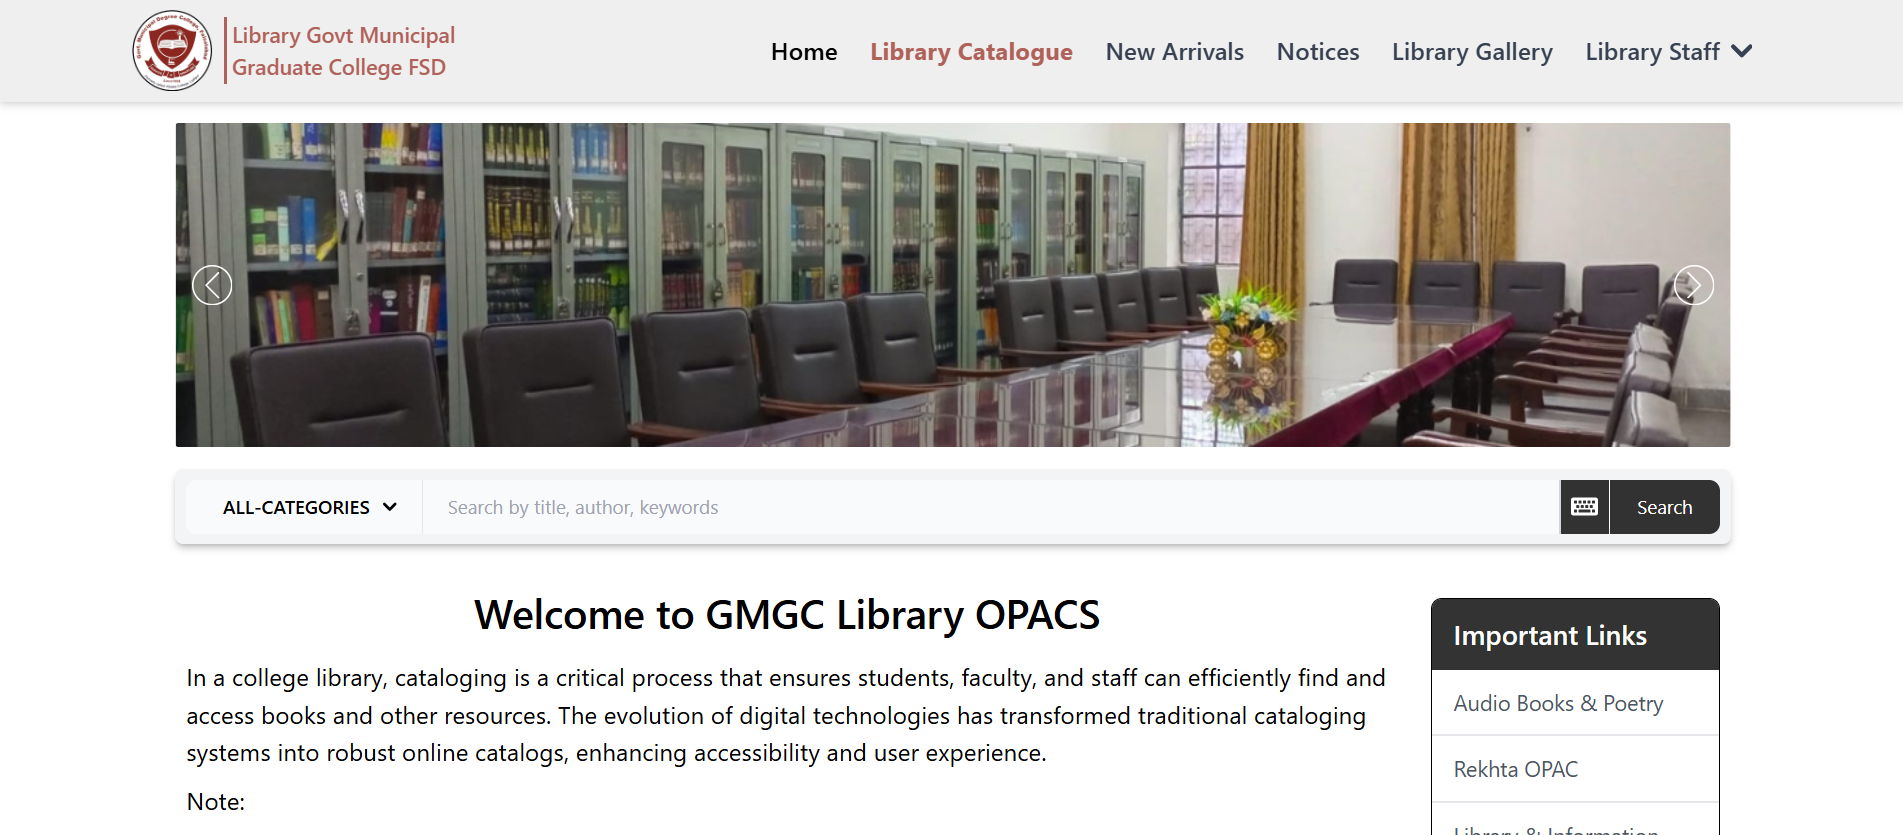 Library Govt Municipal
Graduate College FSD
Home
Library Catalogue
New Arrivals
Notices
Library Gallery
Library Staff
ALL-CATEGORIES
Search by title, author, keywords
Search
Welcome to GMGC Library OPACS
In a college library, cataloging is a critical process that ensures students, faculty, and staff can efficiently find and
access books and other resources. The evolution of digital technologies has transformed traditional cataloging
systems into robust online catalogs, enhancing accessibility and user experience.
Note:
Important Links
Audio Books & Poetry
Rekhta OPAC
Library & Information